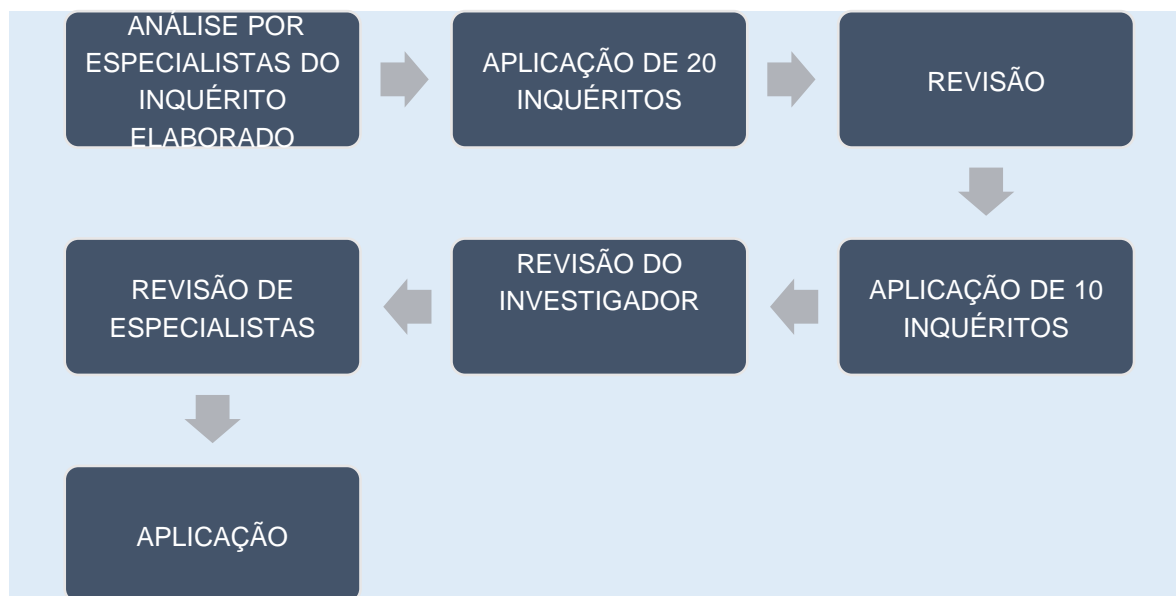 ANÁLISE POR
ESPECIALISTAS DO
INQUÉRITO
ELABORADO
APLICAÇÃO DE 20
INQUÉRITOS
REVISÃO
APLICAÇÃO DE 10
INQUÉRITOS
REVISÃO DO
INVESTIGADOR
REVISÃO DE
ESPECIALISTAS
APLICAÇÃO